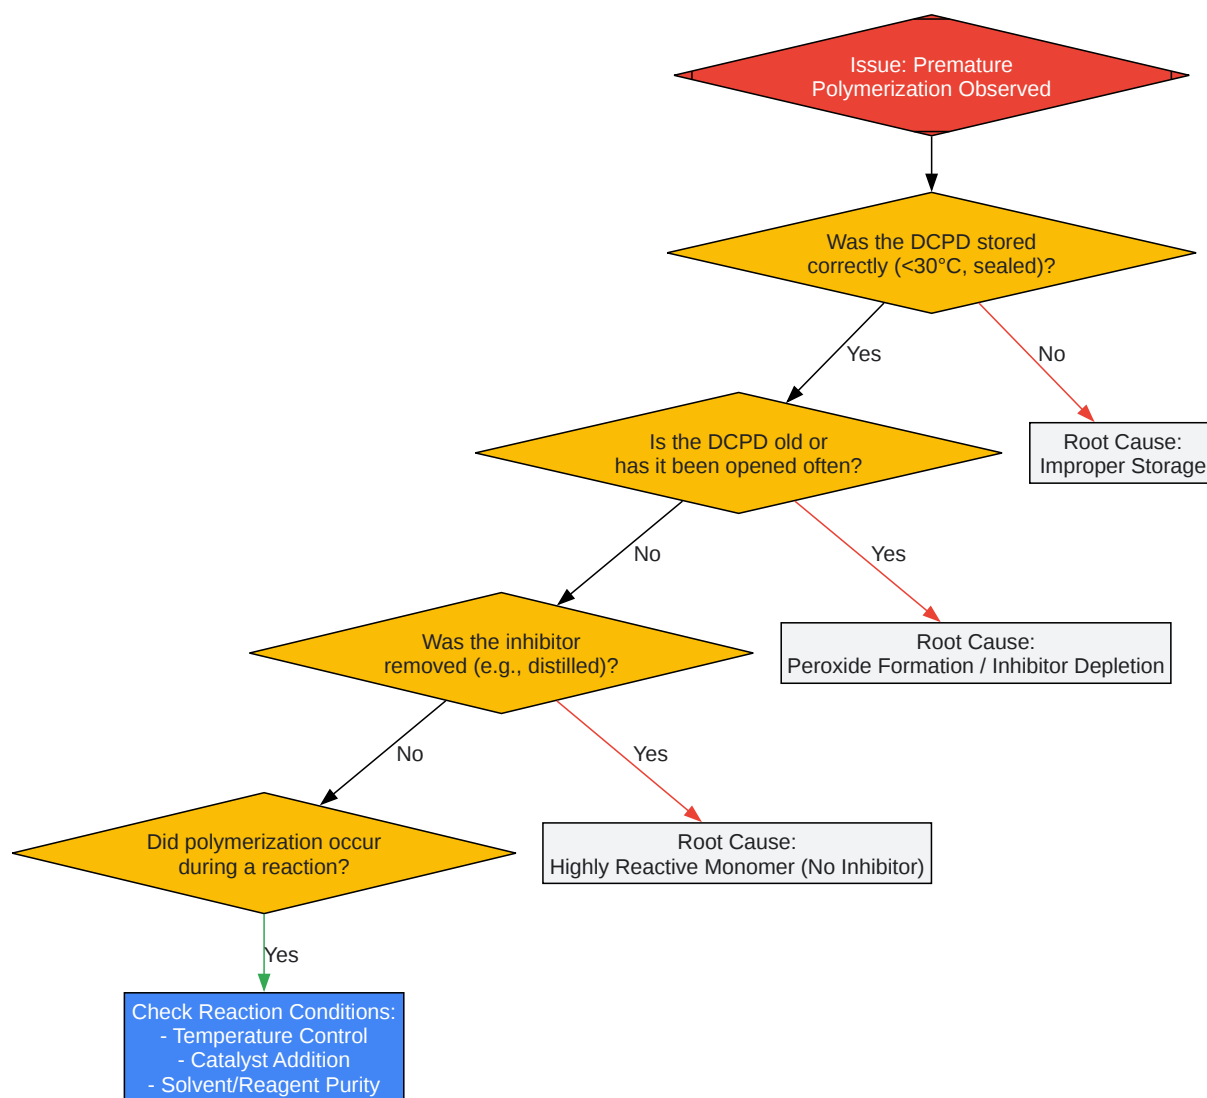 Issue: Premature
Polymerization Observed
Was the DCPD stored
correctly (<30°C, sealed)?
Yes
No
Is the DCPD old or
has it been opened often?
Root Cause:
Improper Storage
No
Yes
Was the inhibitor
removed (e.g., distilled)?
Root Cause:
Peroxide Formation / Inhibitor Depletion
No
Yes
Did polymerization occur
during a reaction?
Root Cause:
Highly Reactive Monomer (No Inhibitor)
Yes
Check Reaction Conditions:
- Temperature Control
- Catalyst Addition
- Solvent/Reagent Purity